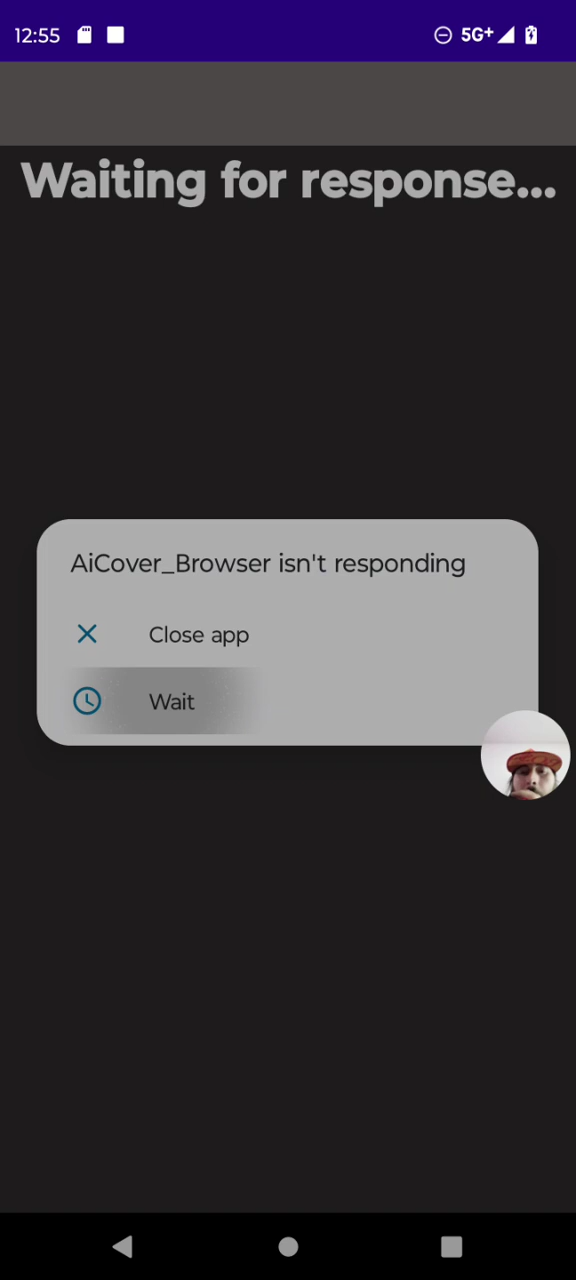 12:55
5G+
Waiting for response...
AiCover_Browser isn't responding
Close app
Wait